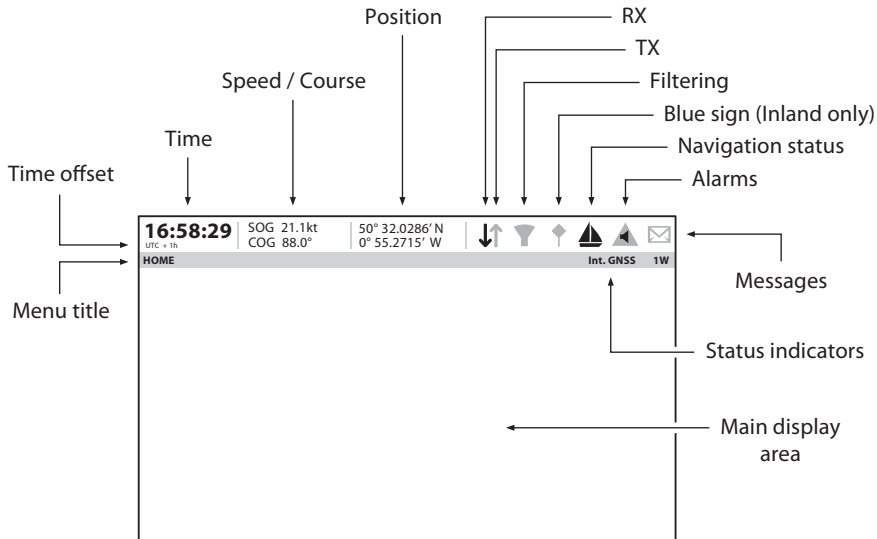 Position
RX
TX
Speed / Course
Filtering
Blue sign (Inland only)
Time
Navigation status
Time offset
Alarms
16:58:29
UTC + 1h
SOG 21.1kt
COG 88.0°
50° 32.0286′ N
0° 55.2715′ W
HOME
Int. GNSS 1W
Messages
Menu title
Status indicators
Main display
area